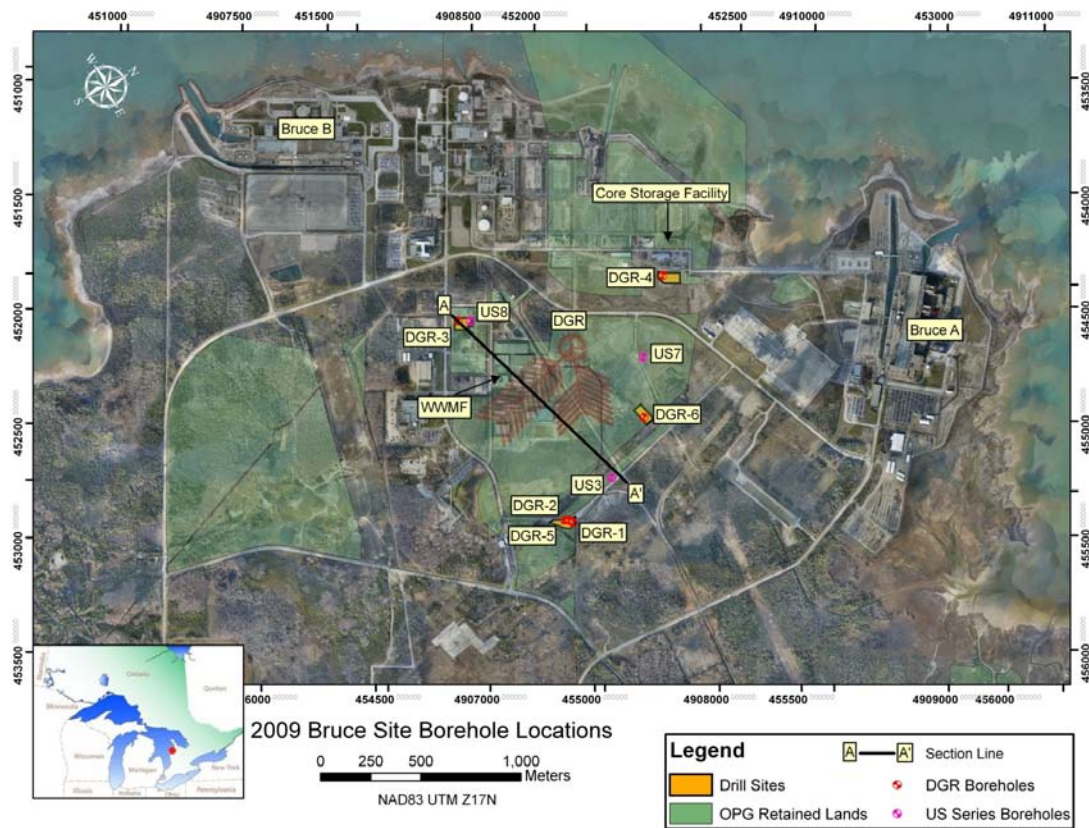 451000 4907500 451500 4908500 452000 452500 4910000 453000 4911000
N
W
E
S
451000
453500
Bruce B
Core Storage Facility
451500
454000
DGR-4
A
US8
DGR
452000
454500
DGR-3
Bruce A
US7
WWMF
DGR-6
452500
455000
US3
A'
DGR-2
DGR-5
DGR-1
453000
455500
453500
456000
454500 4907000 455000 4908000 455500 4909000 456000
Ontario
Quebec
Minnesota
Wisconsin
Michigan
New York
Illinois
Indiana
Ohio
Pennsylvania
2009 Bruce Site Borehole Locations
0 250 500 1,000
Meters
NAD83 UTM Z17N
Legend
A A' Section Line
Drill Sites
DGR Boreholes
OPG Retained Lands
US Series Boreholes